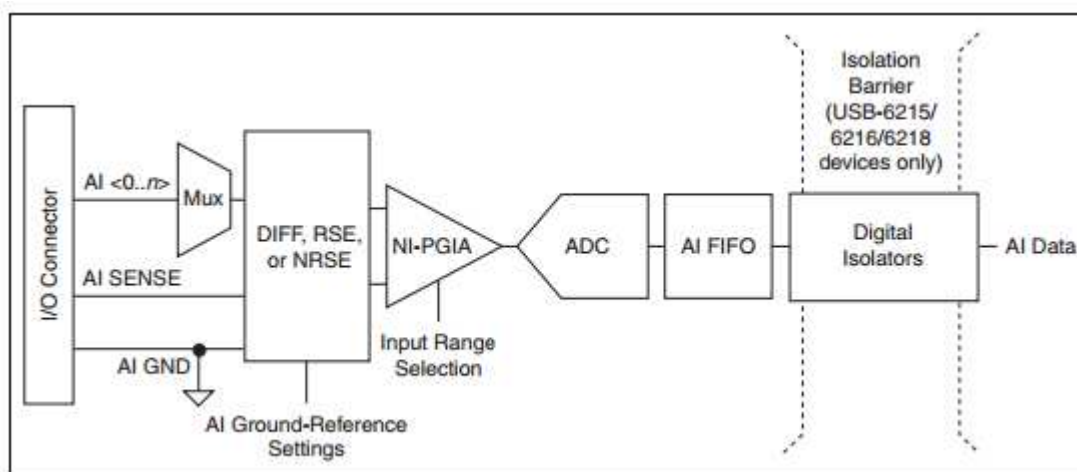 Isolation
Barrier
(USB-6215/
6216/6218
devices only)
I/O Connector
AI <0..n>
Mux
AI SENSE
AI GND
DIFF, RSE,
or NRSE
NI-PGIA
ADC
AI FIFO
Digital
Isolators
AI Data
Input Range
Selection
AI Ground-Reference
Settings